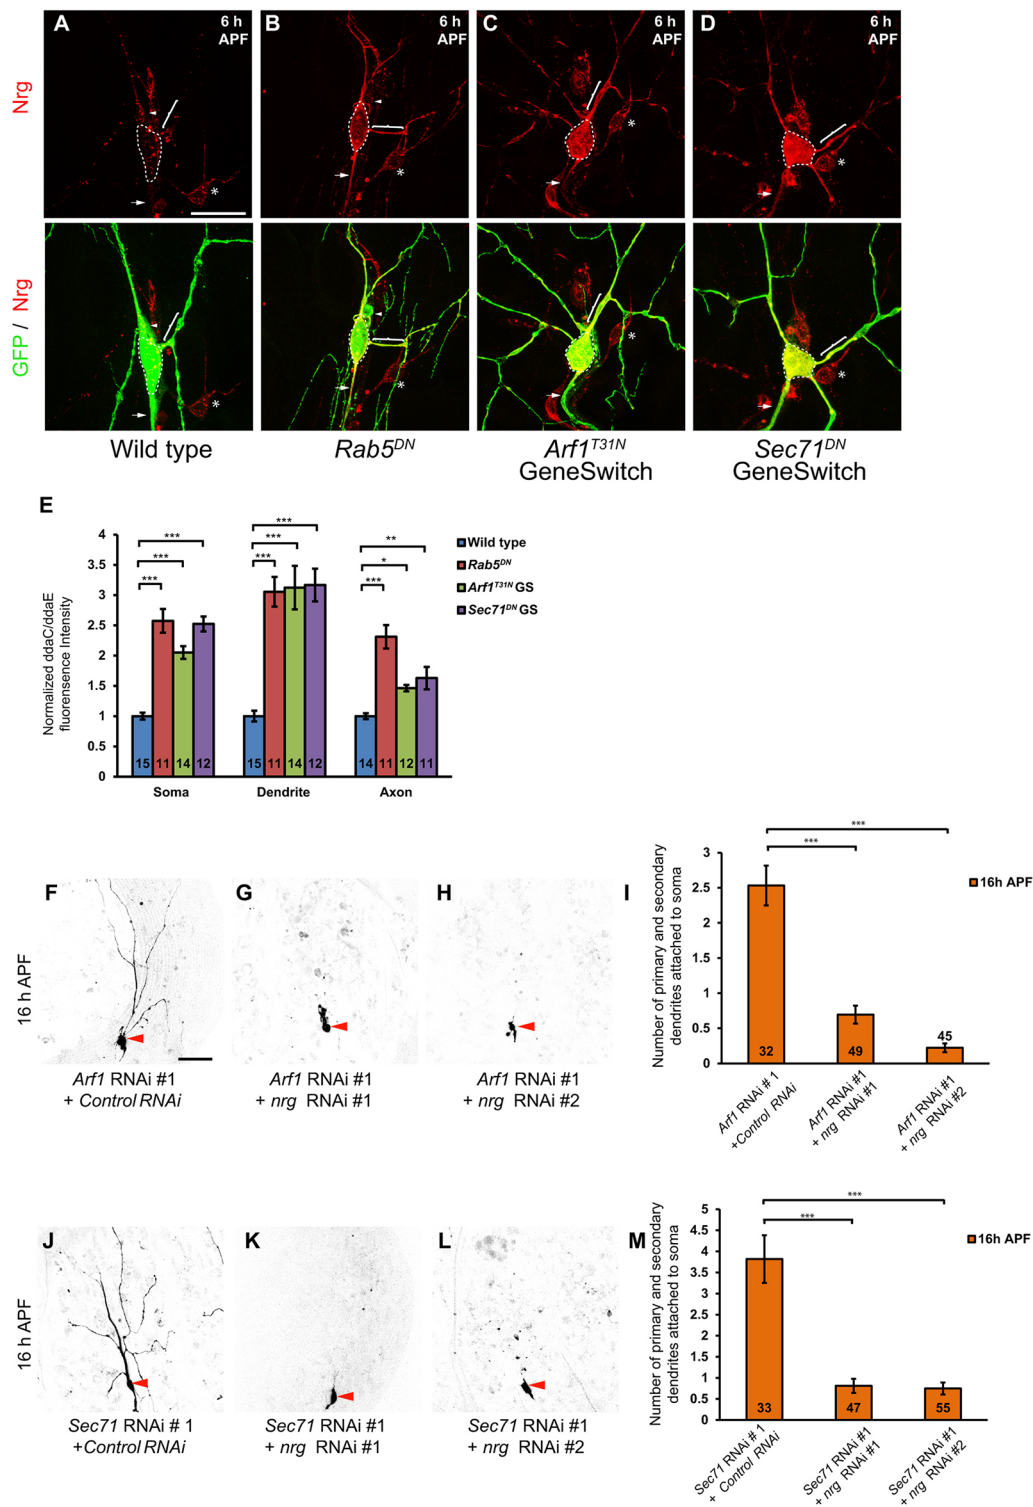 A
6 h
APF
B
6 h
APF
C
6 h
APF
D
6 h
APF
Nrg
*
*
*
*
GFP / Nrg
*
*
*
*
Wild type
Rab5DN
Arf1T31N
GeneSwitch
Sec71DN
GeneSwitch
E
Normalized ddaC/ddaE
fluorensence Intensity
4
3.5
3
2.5
2
1.5
1
0.5
0
***
***
***
***
***
***
**
*
***
Wild type
Rab5DN
Arf1T31N GS
Sec71DN GS
15
11
14
12
15
11
14
12
14
11
12
11
Soma
Dendrite
Axon
F
G
H
16 h APF
Arf1 RNAi #1
+ Control RNAi
Arf1 RNAi #1
+ nrg RNAi #1
Arf1 RNAi #1
+ nrg RNAi #2
I
Number of primary and secondary
dendrites attached to soma
3
2.5
2
1.5
1
0.5
0
***
***
16h APF
32
49
45
Arf1 RNAi # 1
+Control RNAi
Arf1 RNAi #1
+ nrg RNAi #1
Arf1 RNAi #1
+ nrg RNAi #2
J
K
L
16 h APF
Sec71 RNAi # 1
+Control RNAi
Sec71 RNAi #1
+ nrg RNAi #1
Sec71 RNAi #1
+ nrg RNAi #2
M
Number of primary and secondary
dendrites attached to soma
5
4.5
4
3.5
3
2.5
2
1.5
1
0.5
0
***
***
16h APF
33
47
55
Sec71 RNAi # 1
+ Control RNAi
Sec71 RNAi #1
+ nrg RNAi #1
Sec71 RNAi #1
+ nrg RNAi #2